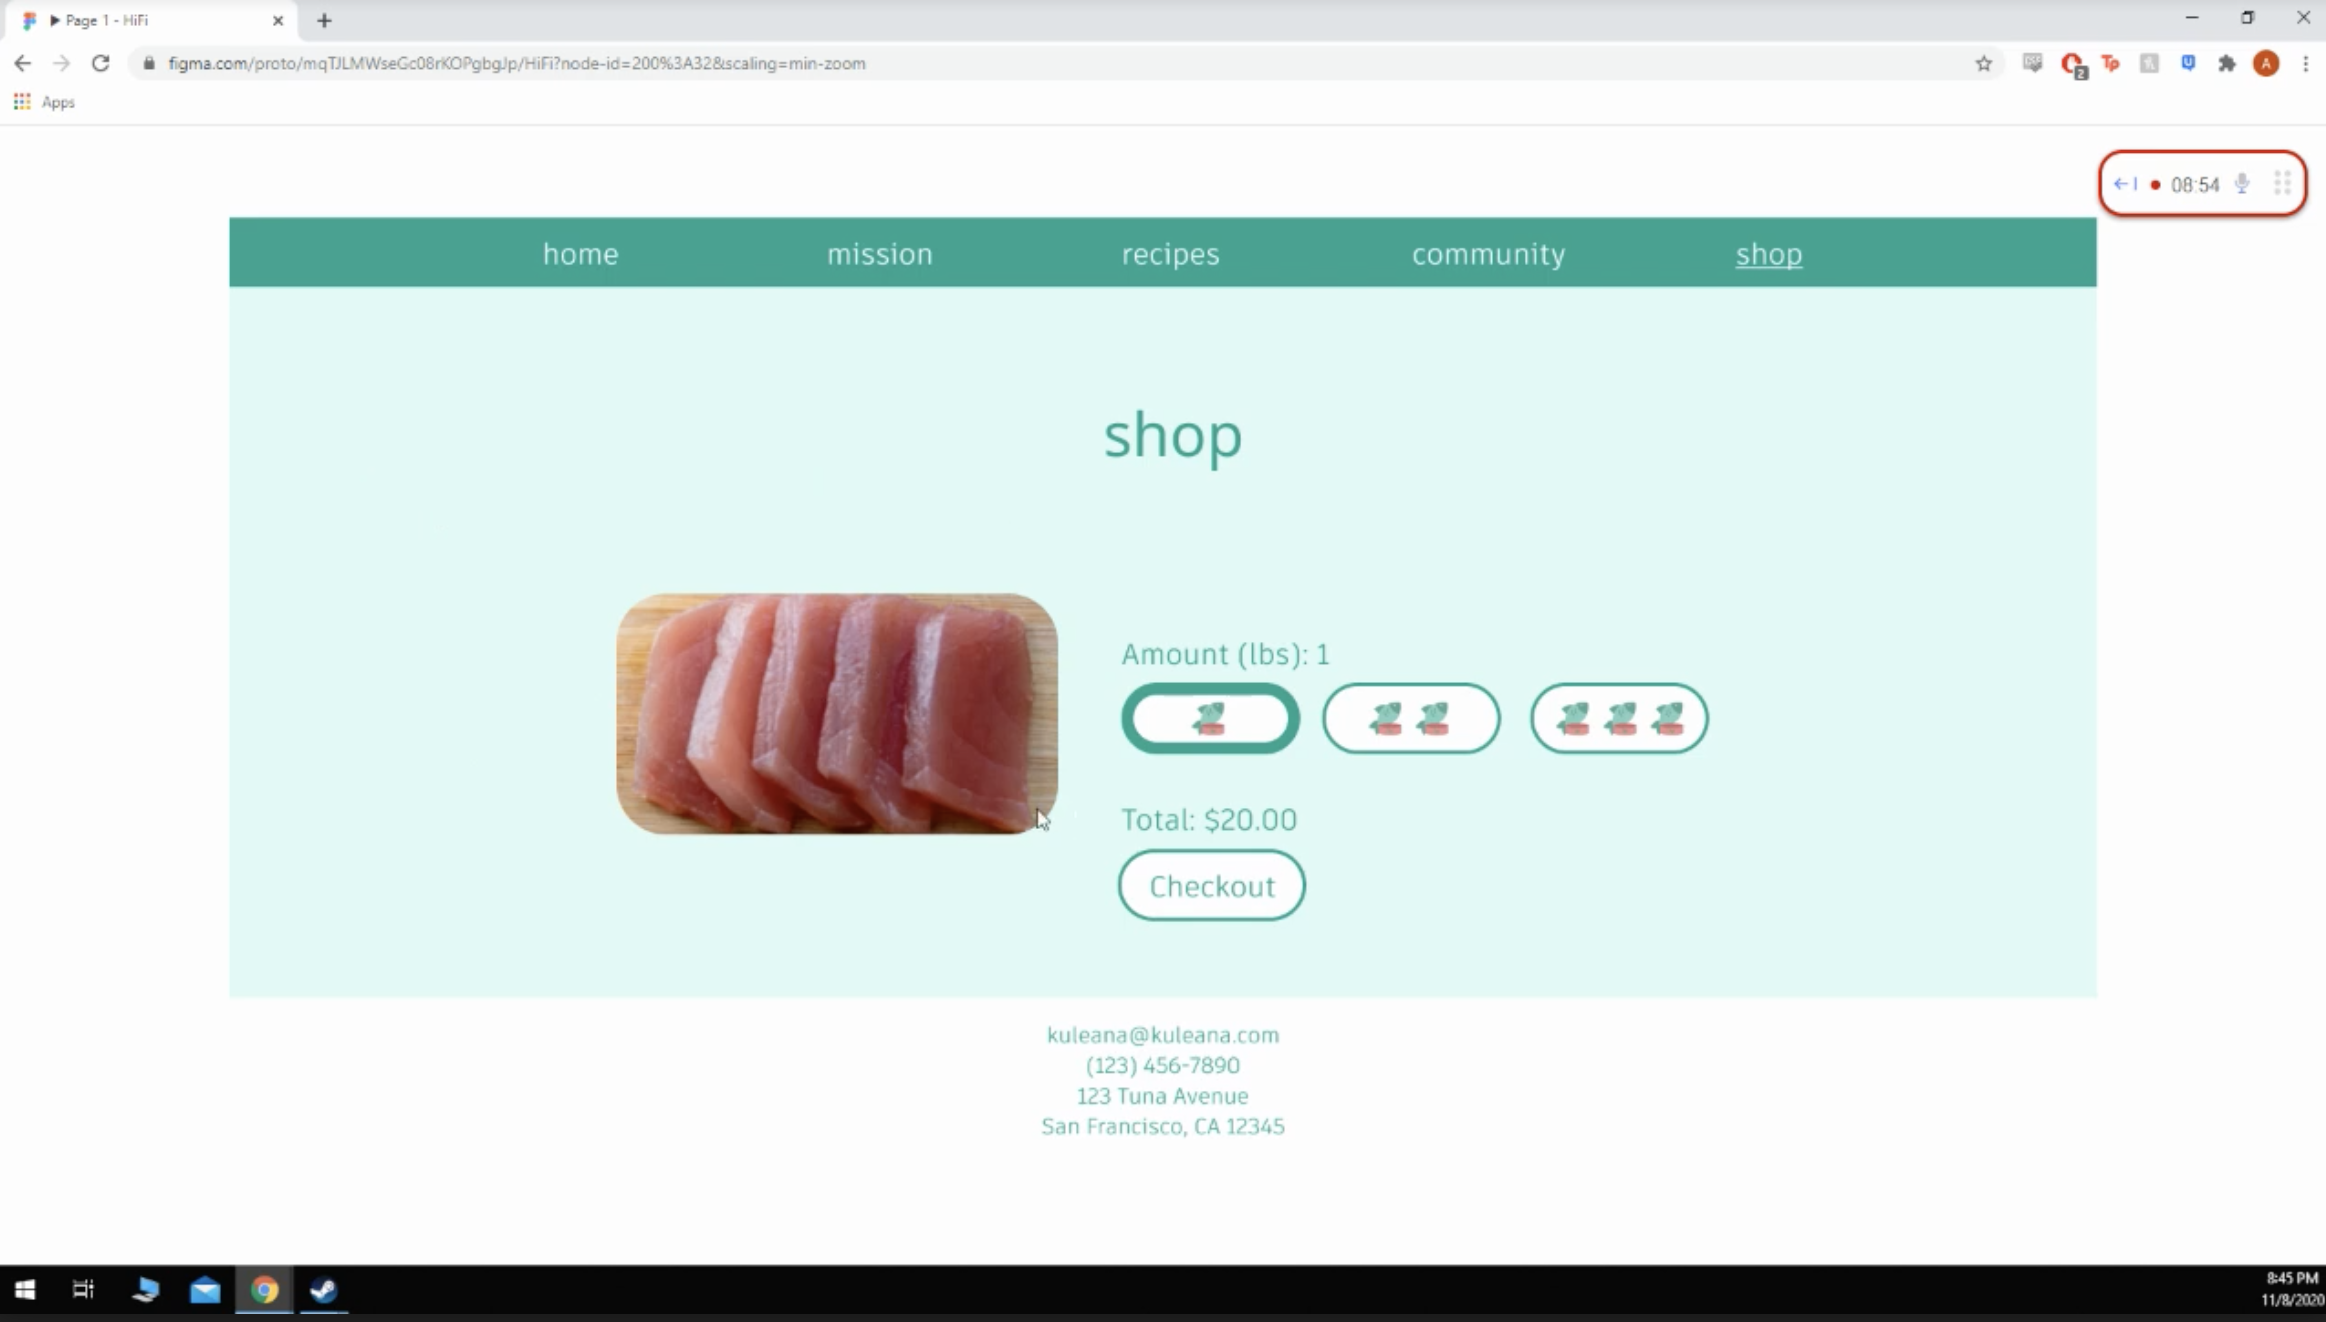 Page 1 - HiFi
figma.com/proto/mqTJLMWseGc08rKOPgbgJp/HiFi?node-id=200%3A32&scaling=min-zoom
2
Tp
A
Apps
08:54
home mission recipes community shop
shop
Amount (lbs): 1
Total: $20.00
Checkout
kuleana@kuleana.com
(123) 456-7890
123 Tuna Avenue
San Francisco, CA 12345
8:45 PM
11/8/2020